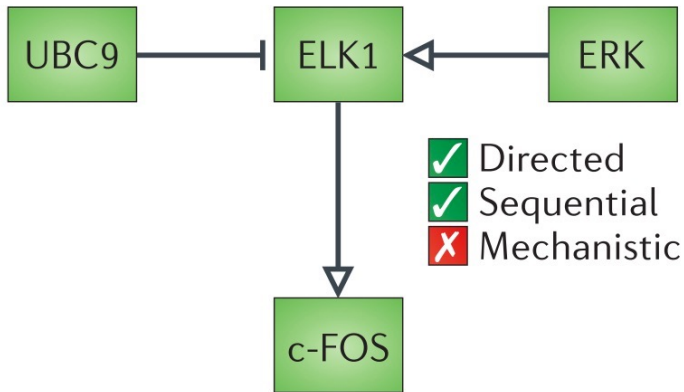 UBC9
ELK1
ERK
✓ Directed
✓ Sequential
✗ Mechanistic
c-FOS